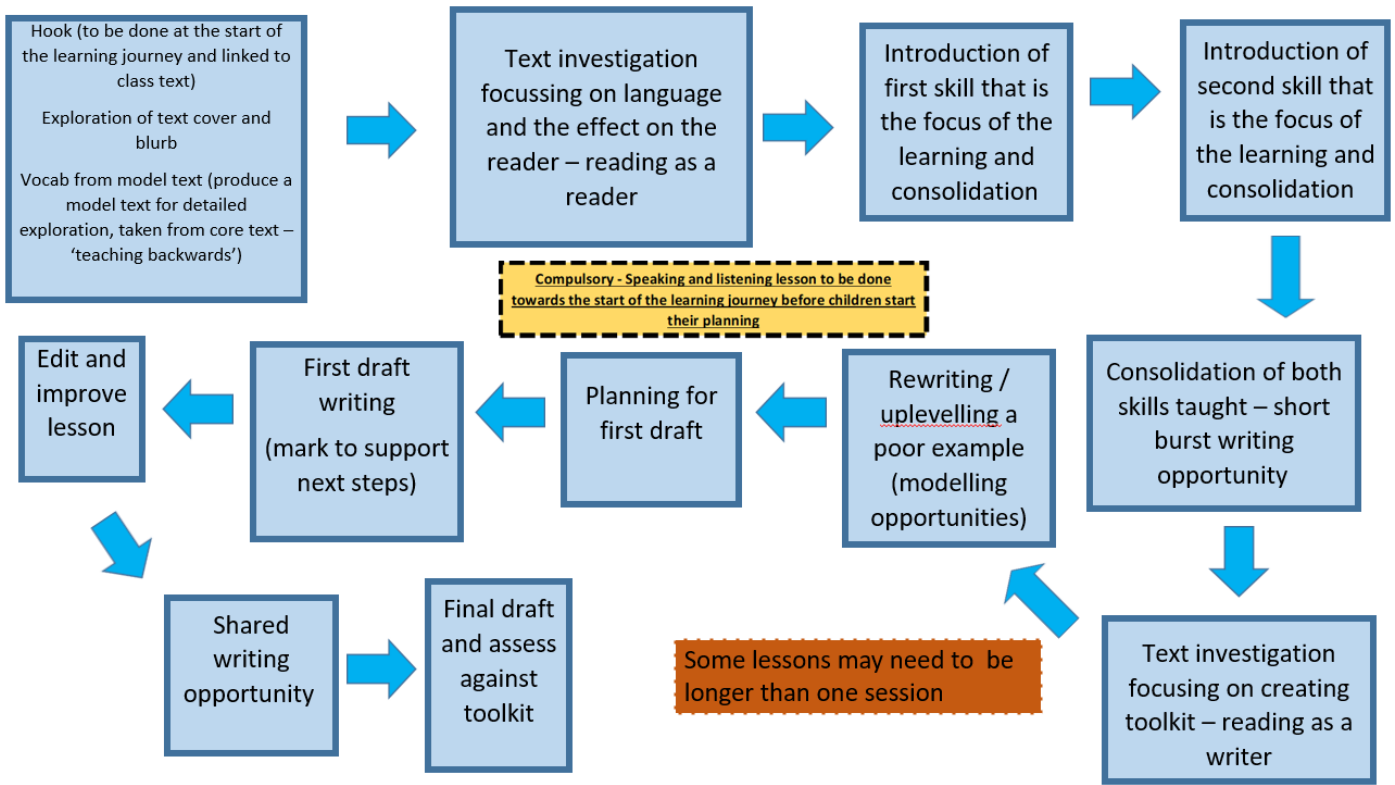 Hook (to be done at the start of
the learning journey and linked to
class text)
Exploration of text cover and
blurb
Vocab from model text (produce a
model text for detailed
exploration, taken from core text –
‘teaching backwards’)
Text investigation
focussing on language
and the effect on the
reader – reading as a
reader
Introduction of
first skill that is
the focus of the
learning and
consolidation
Introduction of
second skill that
is the focus of
the learning and
consolidation
Compulsory - Speaking and listening lesson to be done
towards the start of the learning journey before children start
their planning
Consolidation of both
skills taught – short
burst writing
opportunity
Text investigation
focusing on creating
toolkit – reading as a
writer
Rewriting /
uplevelling a
poor example
(modelling
opportunities)
Planning for
first draft
First draft
writing
(mark to support
next steps)
Edit and
improve
lesson
Shared
writing
opportunity
Final draft
and assess
against
toolkit
Some lessons may need to  be
longer than one session